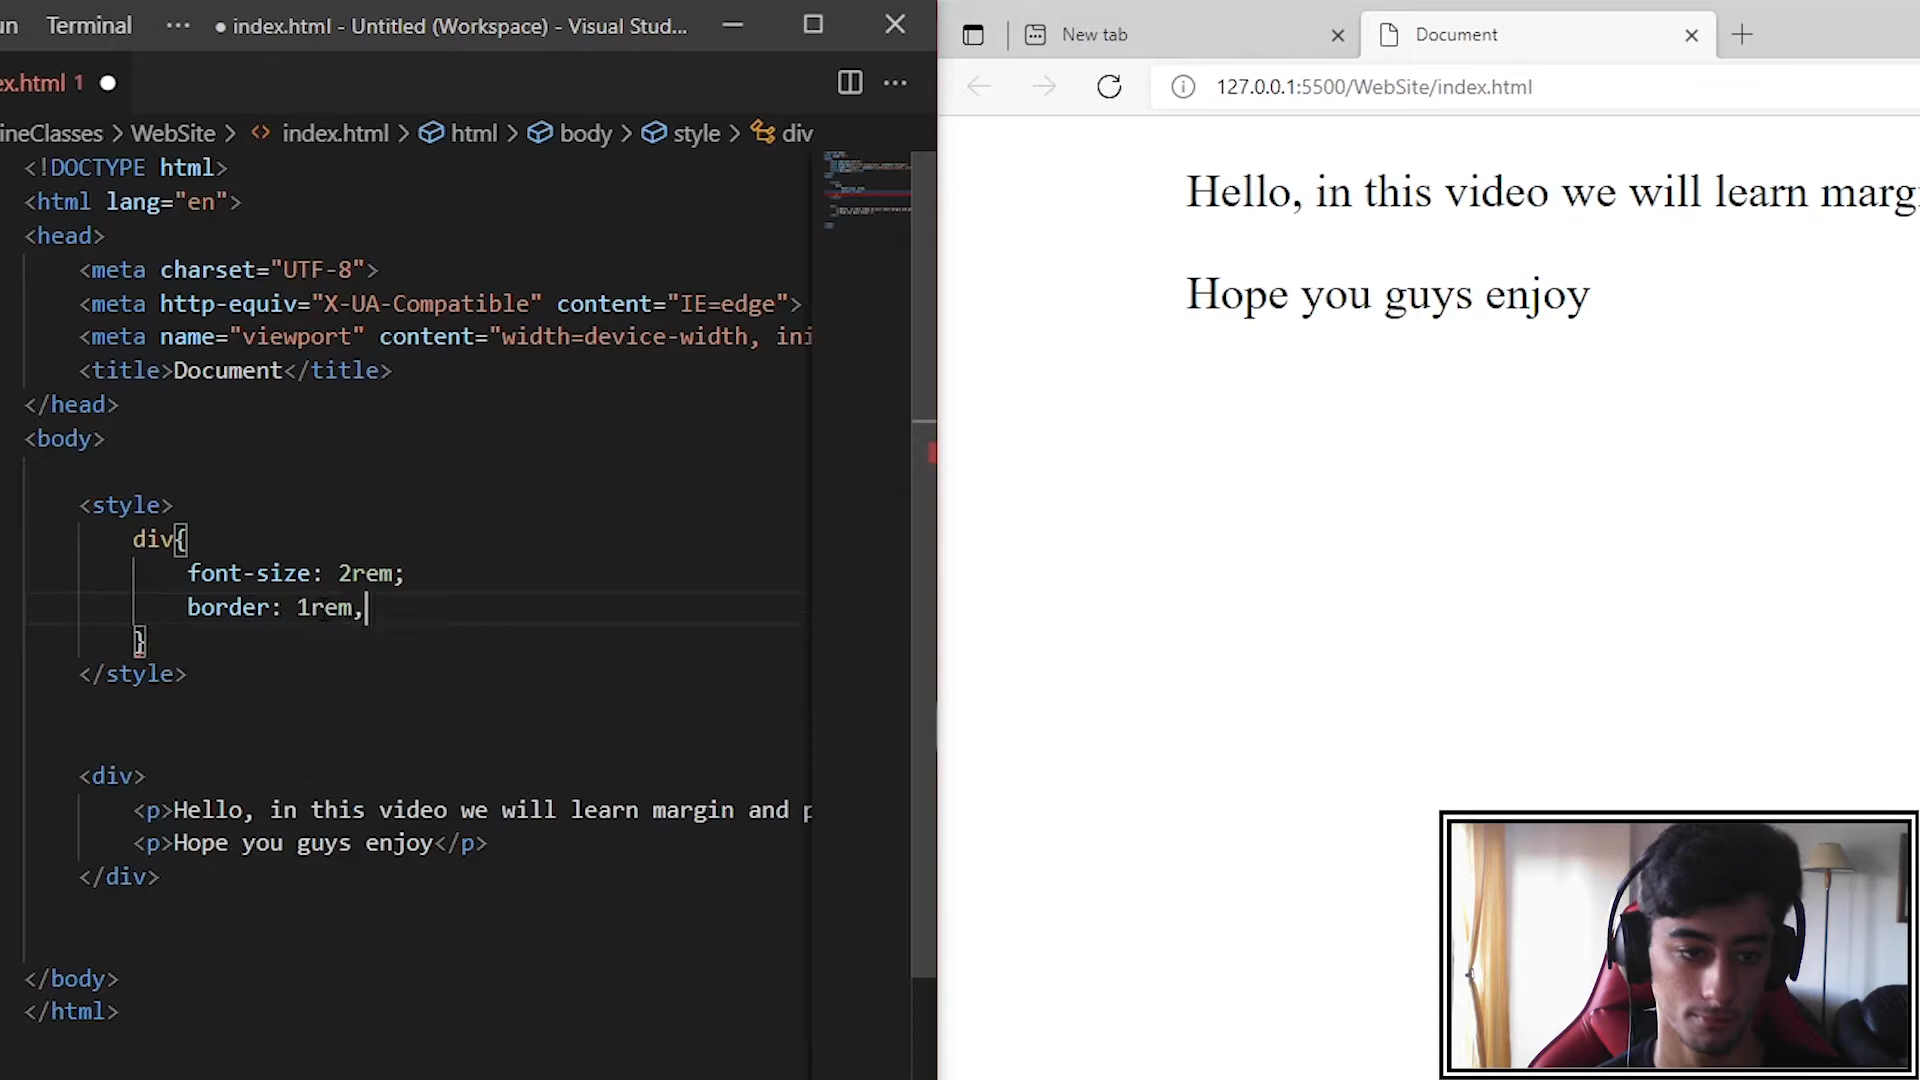 un Terminal ··· ● index.html - Untitled (Workspace) - Visual Stud...
ex.html 1
ineClasses > WebSite > <> index.html > html > body > style > div
<!DOCTYPE html>
<html lang="en">
<head>
<meta charset="UTF-8">
<meta http-equiv="X-UA-Compatible" content="IE=edge">
<meta name="viewport" content="width=device-width, ini
<title>Document</title>
</head>
<body>
<style>
div{
font-size: 2rem;
border: 1rem,
}
</style>
<div>
<p>Hello, in this video we will learn margin and p
<p>Hope you guys enjoy</p>
</div>
</body>
</html>
New tab
Document
127.0.0.1:5500/WebSite/index.html
Hello, in this video we will learn margi
Hope you guys enjoy